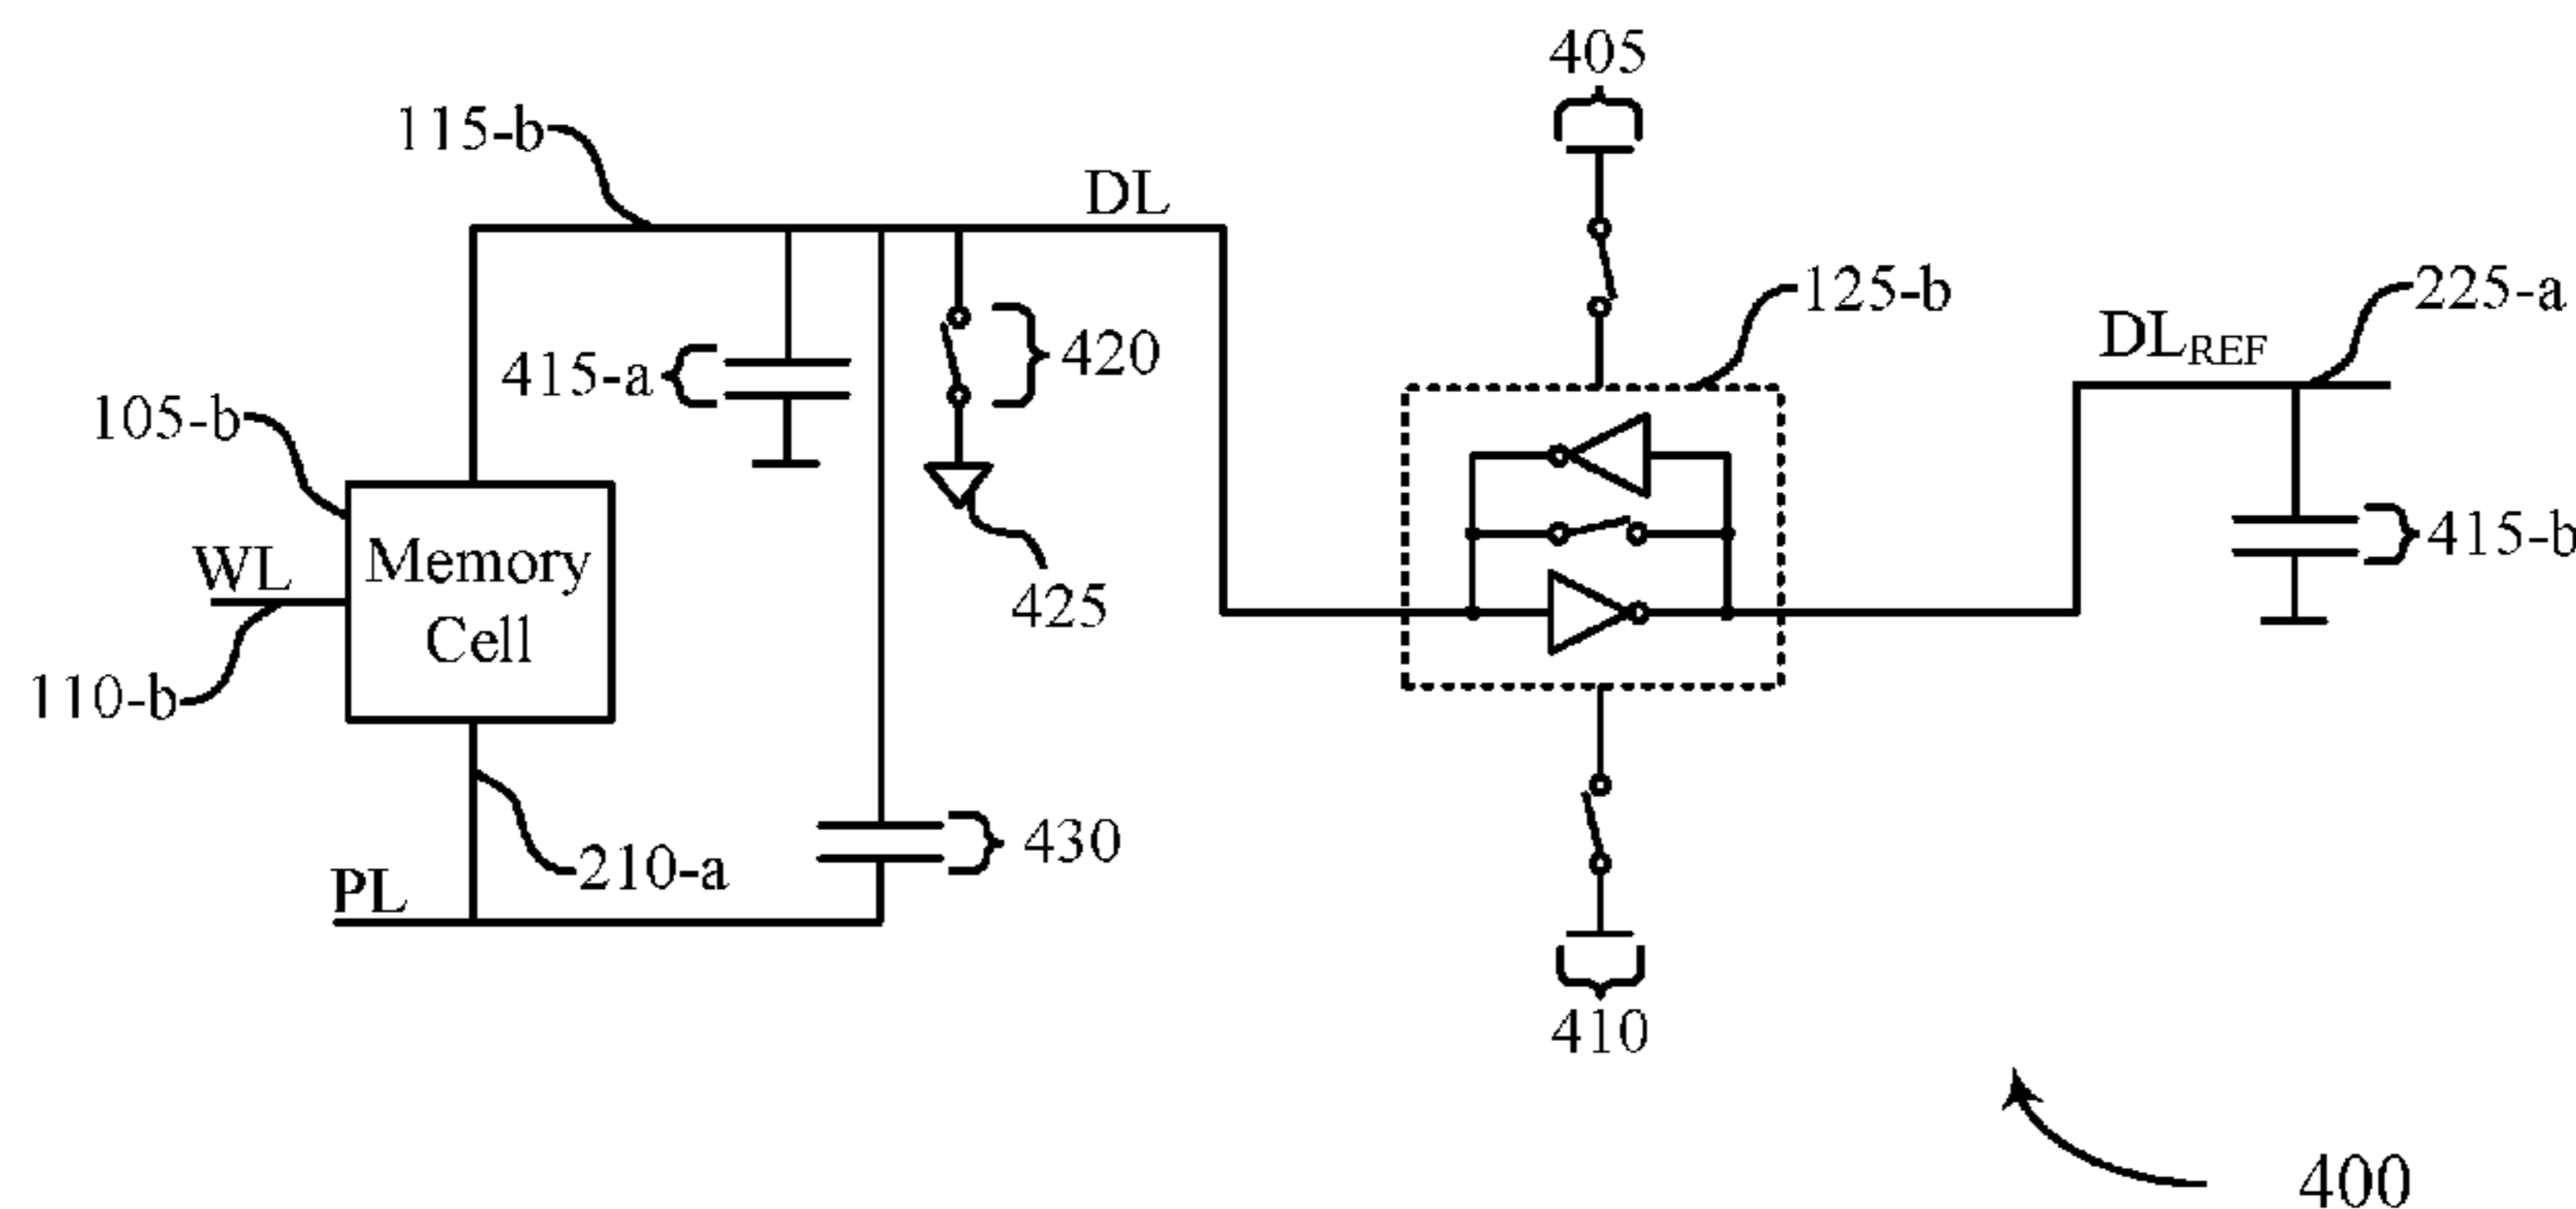 405
115-b
DL
125-b
225-a
DLREF
420
415-a
105-b
Memory
Cell
WL
415-b
425
110-b
430
210-a
PL
410
400